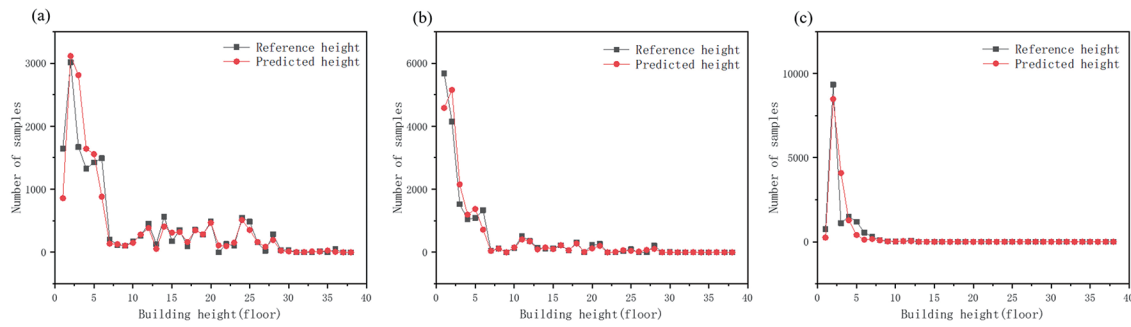 (a)
Reference height
Predicted height
Number of samples
3000
2000
1000
0
0 5 10 15 20 25 30 35 40
Building height(floor)
(b)
Reference height
Predicted height
Number of samples
6000
4000
2000
0
0 5 10 15 20 25 30 35 40
Building height(floor)
(c)
Reference height
Predicted height
Number of samples
10000
5000
0
0 5 10 15 20 25 30 35 40
Building height(floor)